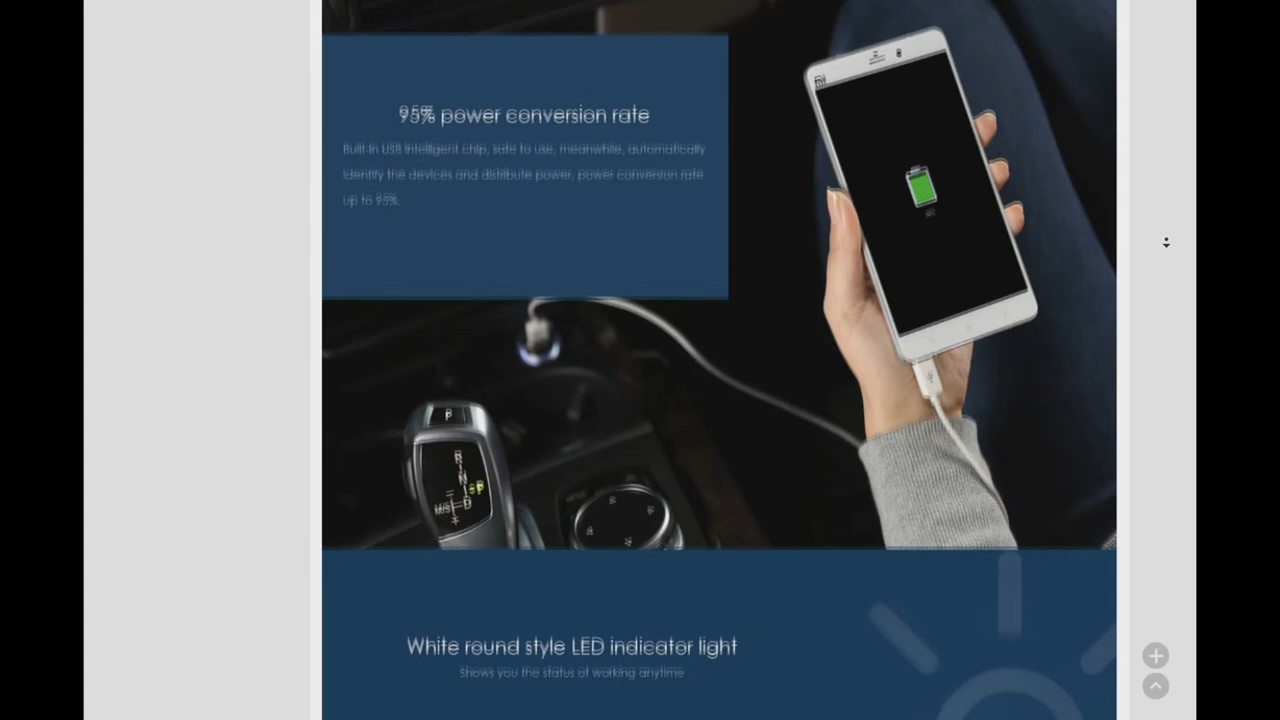 95% power conversion rate
Built-in USB intelligent chip, safe to use, meanwhile, automatically
identify the devices and distribute power, power conversion rate
up to 95%.
P
White round style LED indicator light
Shows you the status of working anytime